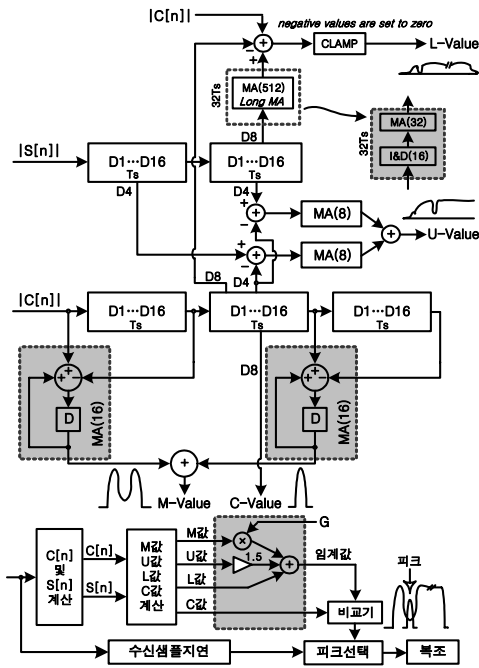 |C[n]|
negative values are set to zero
CLAMP
L-Value
32Ts
MA(512)
Long MA
MA(32)
32Ts
I&D(16)
D8
|S[n]|
D1…D16
Ts
D1…D16
Ts
D4
D4
MA(8)
MA(8)
U-Value
D8
D4
|C[n]|
D1…D16
Ts
D1…D16
Ts
D1…D16
Ts
D8
D
MA(16)
D
MA(16)
M-Value
C-Value
G
C[n]
및
S[n]
계산
C[n]
S[n]
M값
U값
L값
C값
계산
M값
U값
1.5
L값
C값
임계값
피크
비교기
수신샘플지연
피크선택
복조